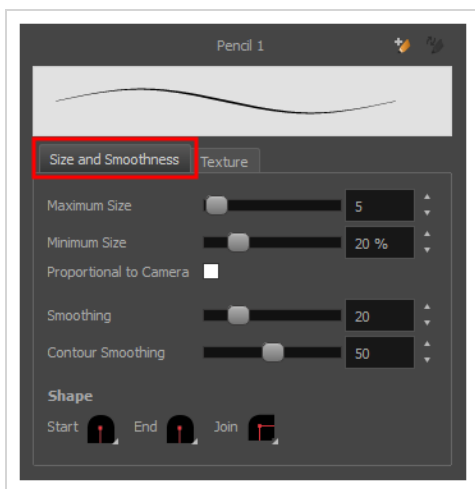 Pencil 1
Size and Smoothness Texture
Maximum Size 5
Minimum Size 20 %
Proportional to Camera
Smoothing 20
Contour Smoothing 50
Shape
Start End Join